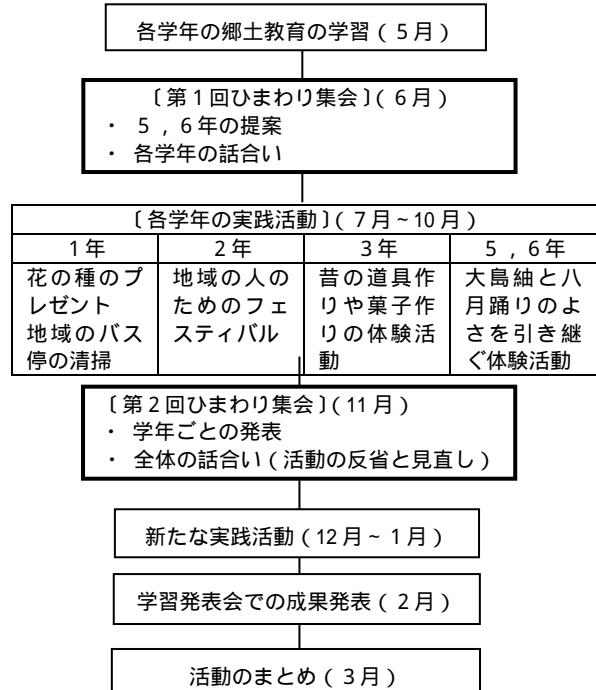 各学年の郷土教育の学習(5月)
〔第1回ひまわり集会〕(6月)
・ 5,6年の提案
・ 各学年の話合い
〔各学年の実践活動〕(7月~10月)
1年
2年
3年
5,6年
花の種のプ
レゼント
地域のバス
停の清掃
地域の人の
ためのフェ
スティバル
昔の道具作
りや菓子作
りの体験活
動
大島紬と八
月踊りのよ
さを引き継
ぐ体験活動
〔第2回ひまわり集会〕(11月)
・ 学年ごとの発表
・ 全体の話合い(活動の反省と見直し)
新たな実践活動(12月~1月)
学習発表会での成果発表(2月)
活動のまとめ(3月)